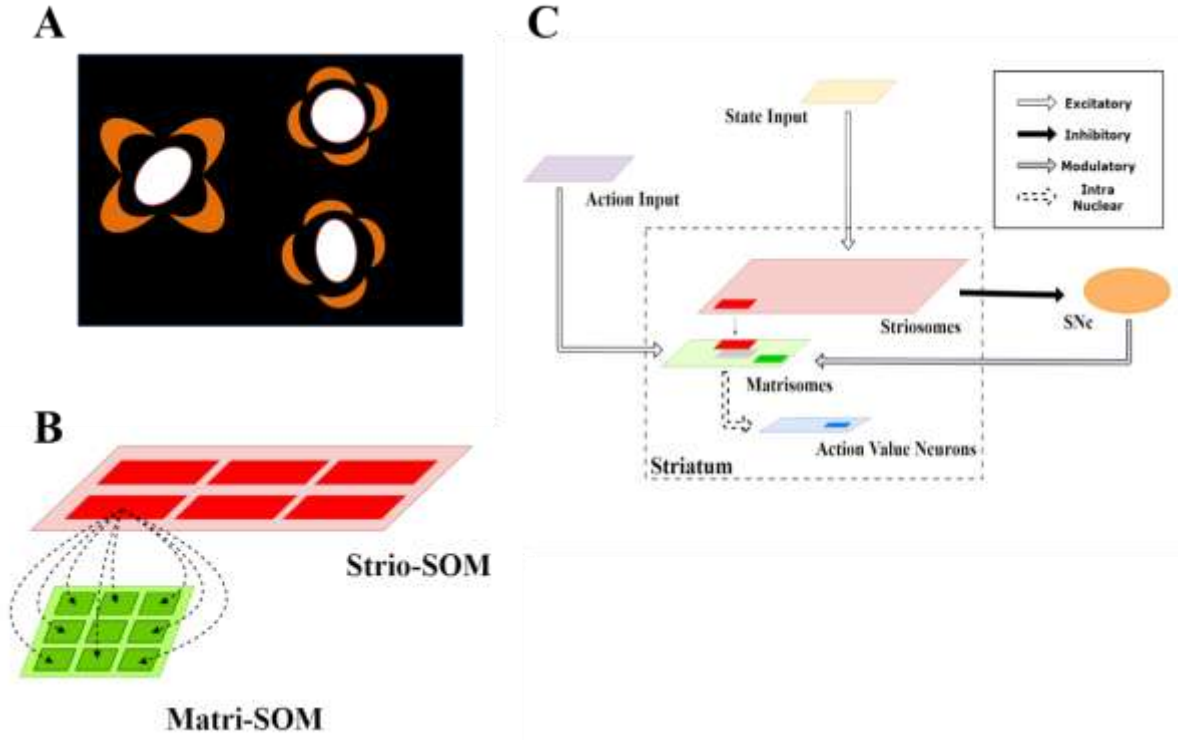 A
B
Strio-SOM
Matri-SOM
C
State Input
Action Input
Excitatory
Inhibitory
Modulatory
Intra
Nuclear
Striosomes
SNc
Matrisomes
Action Value Neurons
Striatum